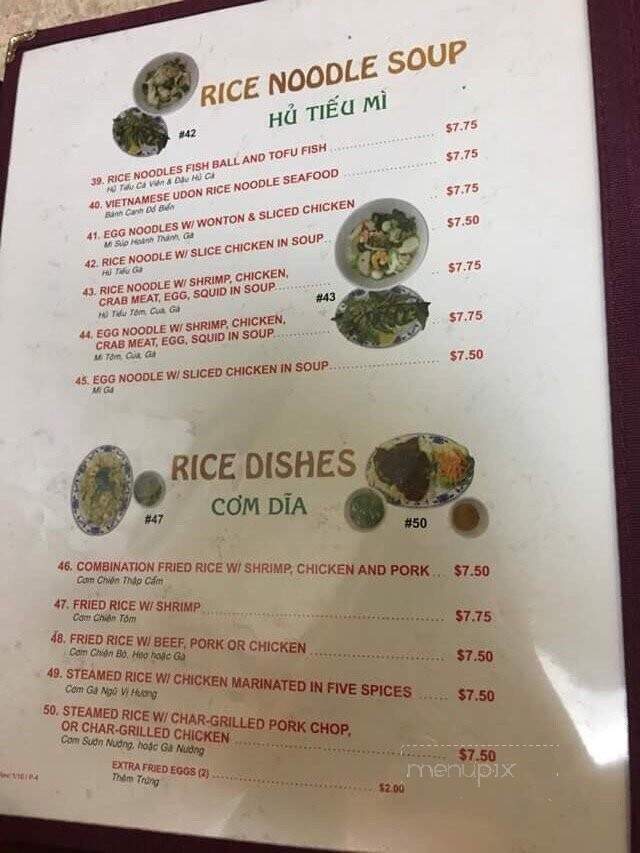 RICE NOODLE SOUP
HỦ TIẾU MÌ
#42
39. RICE NOODLES FISH BALL AND TOFU FISH $7.75
Hủ Tiếu Cá Viên & Đậu Hủ Cá
40. VIETNAMESE UDON RICE NOODLE SEAFOOD $7.75
Bánh Canh Đồ Biển
41. EGG NOODLES W/ WONTON & SLICED CHICKEN $7.75
Mì Súp Hoành Thánh, Gà
42. RICE NOODLE W/ SLICE CHICKEN IN SOUP $7.50
Hủ Tiếu Gà
43. RICE NOODLE W/ SHRIMP, CHICKEN,
CRAB MEAT, EGG, SQUID IN SOUP $7.75
Hủ Tiếu Tôm, Cua, Gà
#43
44. EGG NOODLE W/ SHRIMP, CHICKEN,
CRAB MEAT, EGG, SQUID IN SOUP $7.75
Mì Tôm, Cua, Gà
45. EGG NOODLE W/ SLICED CHICKEN IN SOUP $7.50
Mì Gà
RICE DISHES
CƠM DĨA
#47
#50
46. COMBINATION FRIED RICE W/ SHRIMP, CHICKEN AND PORK $7.50
Cơm Chiên Thập Cẩm
47. FRIED RICE W/ SHRIMP $7.75
Cơm Chiên Tôm
48. FRIED RICE W/ BEEF, PORK OR CHICKEN $7.50
Cơm Chiên Bò, Heo hoặc Gà
49. STEAMED RICE W/ CHICKEN MARINATED IN FIVE SPICES $7.50
Cơm Gà Ngũ Vị Hương
50. STEAMED RICE W/ CHAR-GRILLED PORK CHOP,
OR CHAR-GRILLED CHICKEN $7.50
Cơm Sườn Nướng, hoặc Gà Nướng
EXTRA FRIED EGGS (2) $2.00
Thêm Trứng
1/10 / P-4
menupix